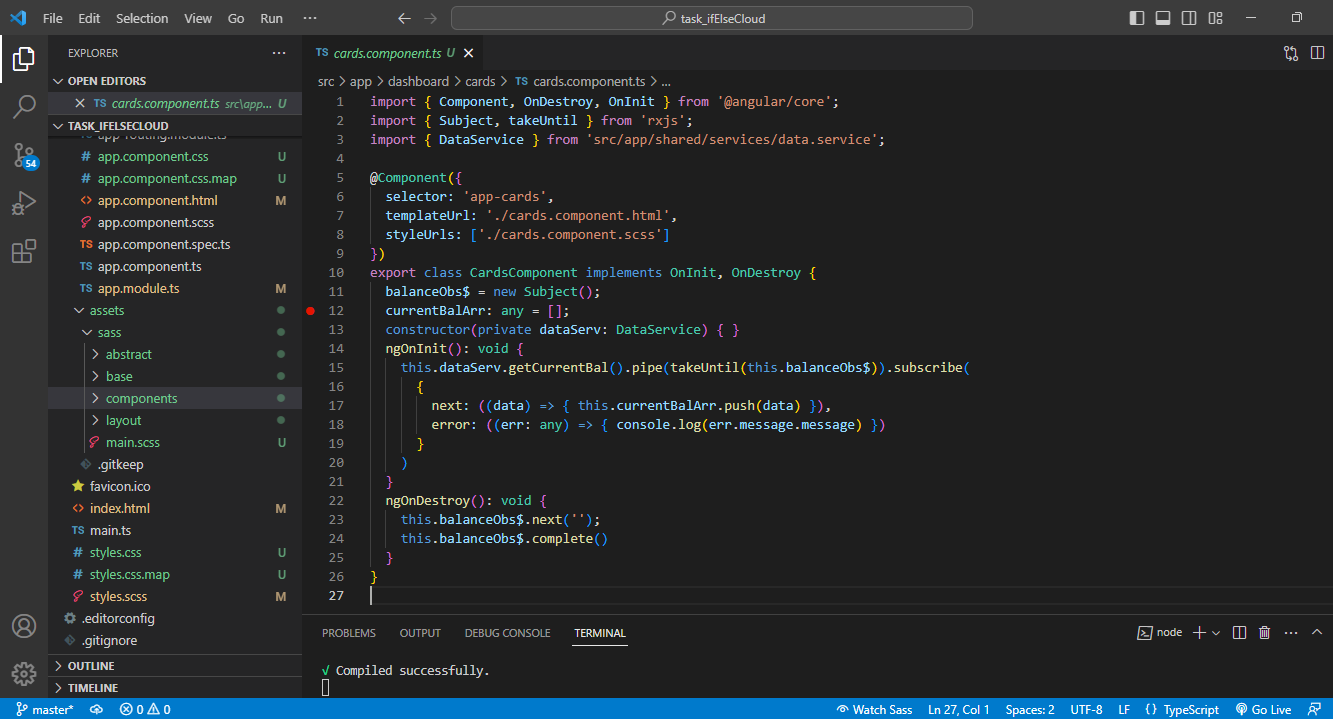 File Edit Selection View Go Run ··· task_ifElseCloud
EXPLORER ···
OPEN EDITORS
TS cards.component.ts src\app... U
TASK_IFELSECLOUD
app-routing.module.ts
# app.component.css U
# app.component.css.map U
<> app.component.html M
app.component.scss
TS app.component.spec.ts
TS app.component.ts
TS app.module.ts M
assets
sass
abstract
base
components
layout
main.scss U
.gitkeep
favicon.ico
<> index.html M
TS main.ts
# styles.css U
# styles.css.map U
styles.scss M
.editorconfig
.gitignore
OUTLINE
TIMELINE
54
TS cards.component.ts U
src > app > dashboard > cards > TS cards.component.ts > ...
1 import { Component, OnDestroy, OnInit } from '@angular/core';
2 import { Subject, takeUntil } from 'rxjs';
3 import { DataService } from 'src/app/shared/services/data.service';
4
5 @Component({
6 selector: 'app-cards',
7 templateUrl: './cards.component.html',
8 styleUrls: ['./cards.component.scss']
9 })
10 export class CardsComponent implements OnInit, OnDestroy {
11 balanceObs$ = new Subject();
12 currentBalArr: any = [];
13 constructor(private dataServ: DataService) { }
14 ngOnInit(): void {
15 this.dataServ.getCurrentBal().pipe(takeUntil(this.balanceObs$)).subscribe(
16 {
17 next: ((data) => { this.currentBalArr.push(data) }),
18 error: ((err: any) => { console.log(err.message.message) })
19 }
20 )
21 }
22 ngOnDestroy(): void {
23 this.balanceObs$.next('');
24 this.balanceObs$.complete()
25 }
26 }
27
PROBLEMS OUTPUT DEBUG CONSOLE TERMINAL node ···
√ Compiled successfully.
master* 0 0 Watch Sass Ln 27, Col 1 Spaces: 2 UTF-8 LF {} TypeScript Go Live